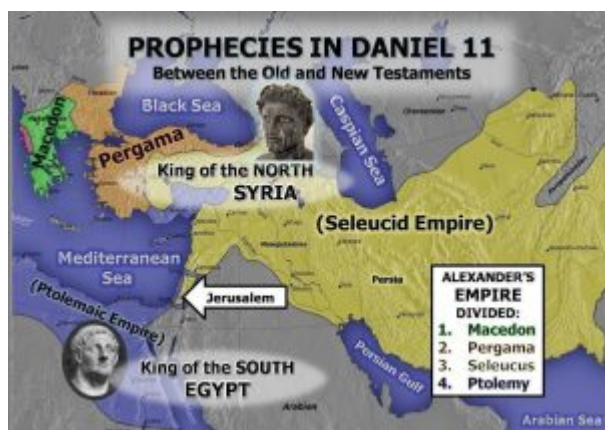 PROPHECIES IN DANIEL 11
Between the Old and New Testaments
Black Sea
Caspian Sea
Macedon
Pergama
King of the NORTH
SYRIA
(Seleucid Empire)
Mediterranean
Sea
Persia
(Ptolemaic Empire)
Jerusalem
King of the SOUTH
EGYPT
Persian Gulf
Arabian
Arabian Sea
ALEXANDER'S
EMPIRE
DIVIDED:
1. Macedon
2. Pergama
3. Seleucus
4. Ptolemy